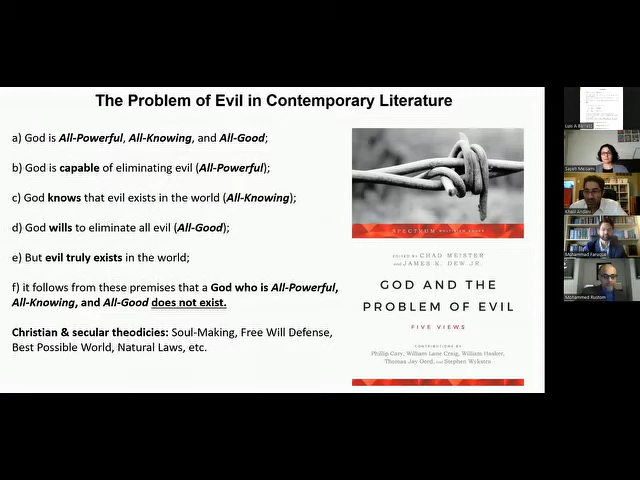 The Problem of Evil in Contemporary Literature
a) God is All-Powerful, All-Knowing, and All-Good;
b) God is capable of eliminating evil (All-Powerful);
c) God knows that evil exists in the world (All-Knowing);
d) God wills to eliminate all evil (All-Good);
e) But evil truly exists in the world;
f) it follows from these premises that a God who is All-Powerful,
All-Knowing, and All-Good does not exist.
Christian & secular theodicies: Soul-Making, Free Will Defense,
Best Possible World, Natural Laws, etc.
SPECTRUM MULTIVIEW BOOKS
EDITED BY CHAD MEISTER
and JAMES K. DEW JR.
GOD AND THE
PROBLEM OF EVIL
FIVE VIEWS
CONTRIBUTIONS BY
Phillip Cary, William Lane Craig, William Hasker,
Thomas Jay Oord, and Stephen Wykstra
Khalil Andani
Mohammed Rustom